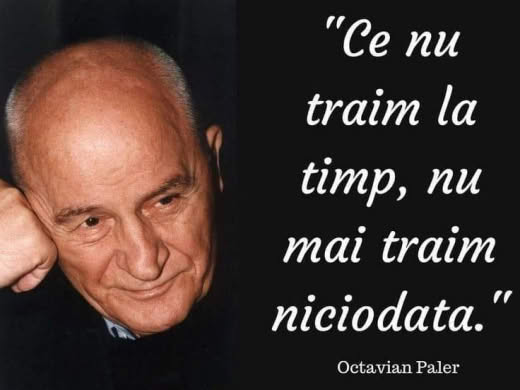 "Ce nu
traim la
timp, nu
mai traim
niciodata."
Octavian Paler